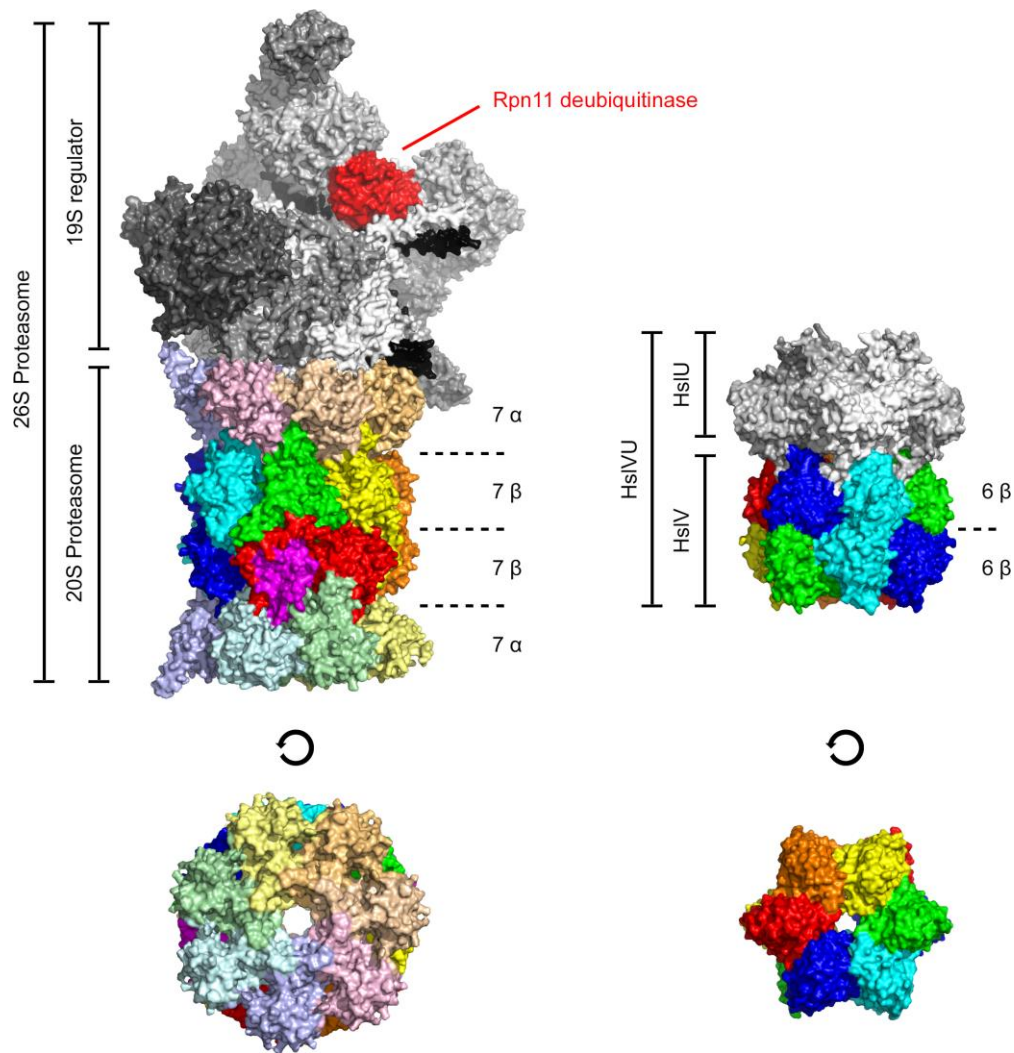 Rpn11 deubiquitinase
26S Proteasome
19S regulator
20S Proteasome
7 α
7 β
7 β
7 α
HslVU
HslU
HslV
6 β
6 β